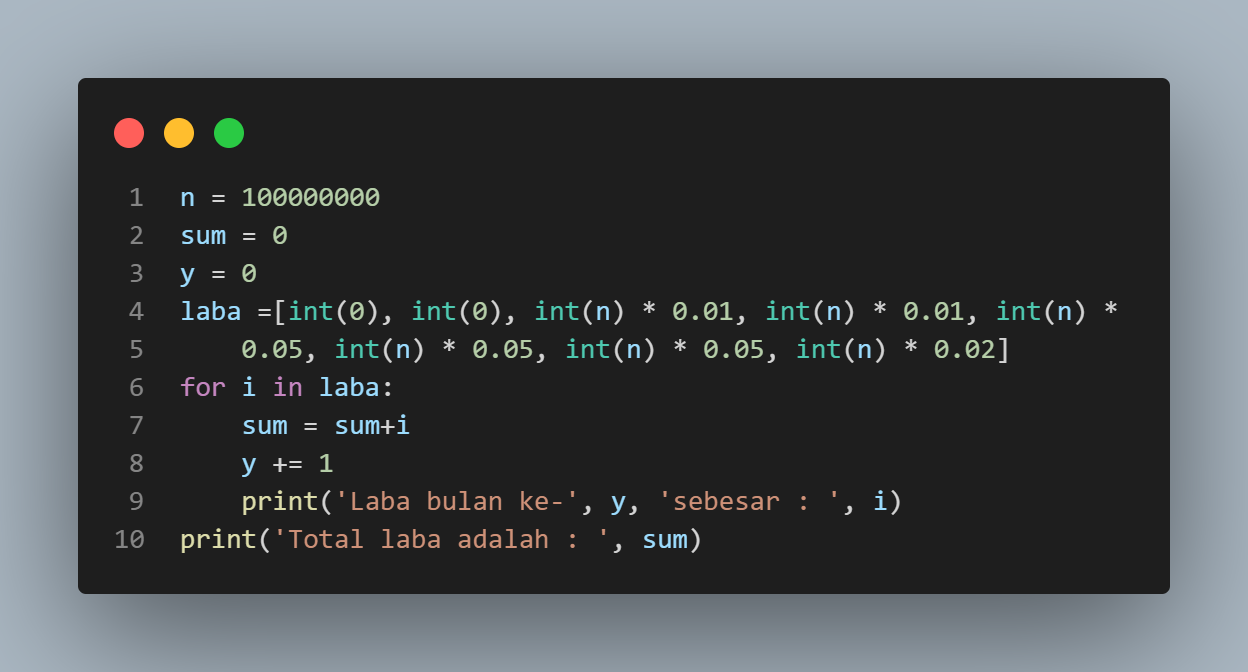 1 n = 100000000
2 sum = 0
3 y = 0
4 laba =[int(0), int(0), int(n) * 0.01, int(n) * 0.01, int(n) *
5     0.05, int(n) * 0.05, int(n) * 0.05, int(n) * 0.02]
6 for i in laba:
7     sum = sum+i
8     y += 1
9     print('Laba bulan ke-', y, 'sebesar : ', i)
10 print('Total laba adalah : ', sum)